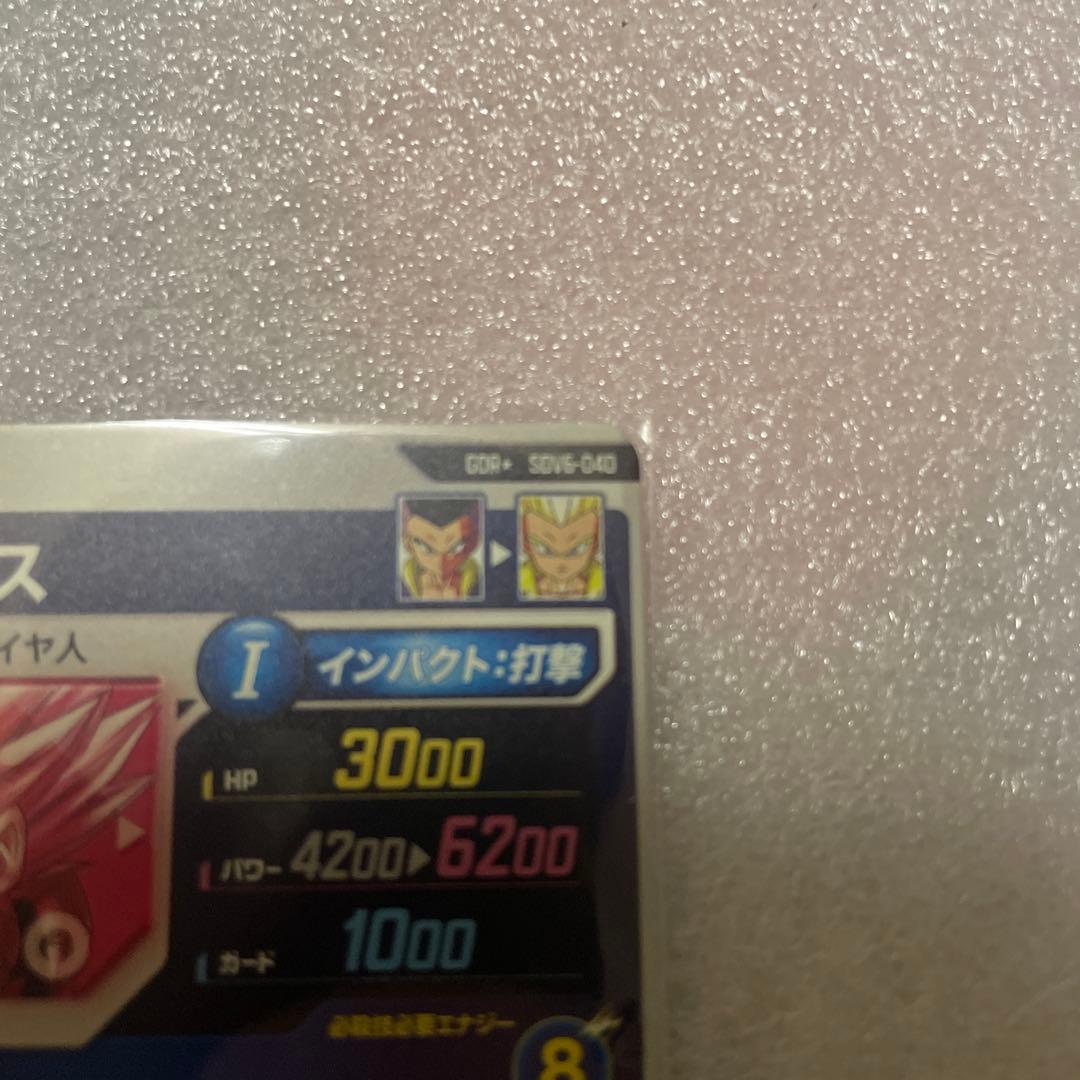 GDR★ SDV6-040
ス
イヤ人
I インパクト:打撃
HP 3000
パワー 4200▶6200
ガード 1000
必殺技必要エナジー
8